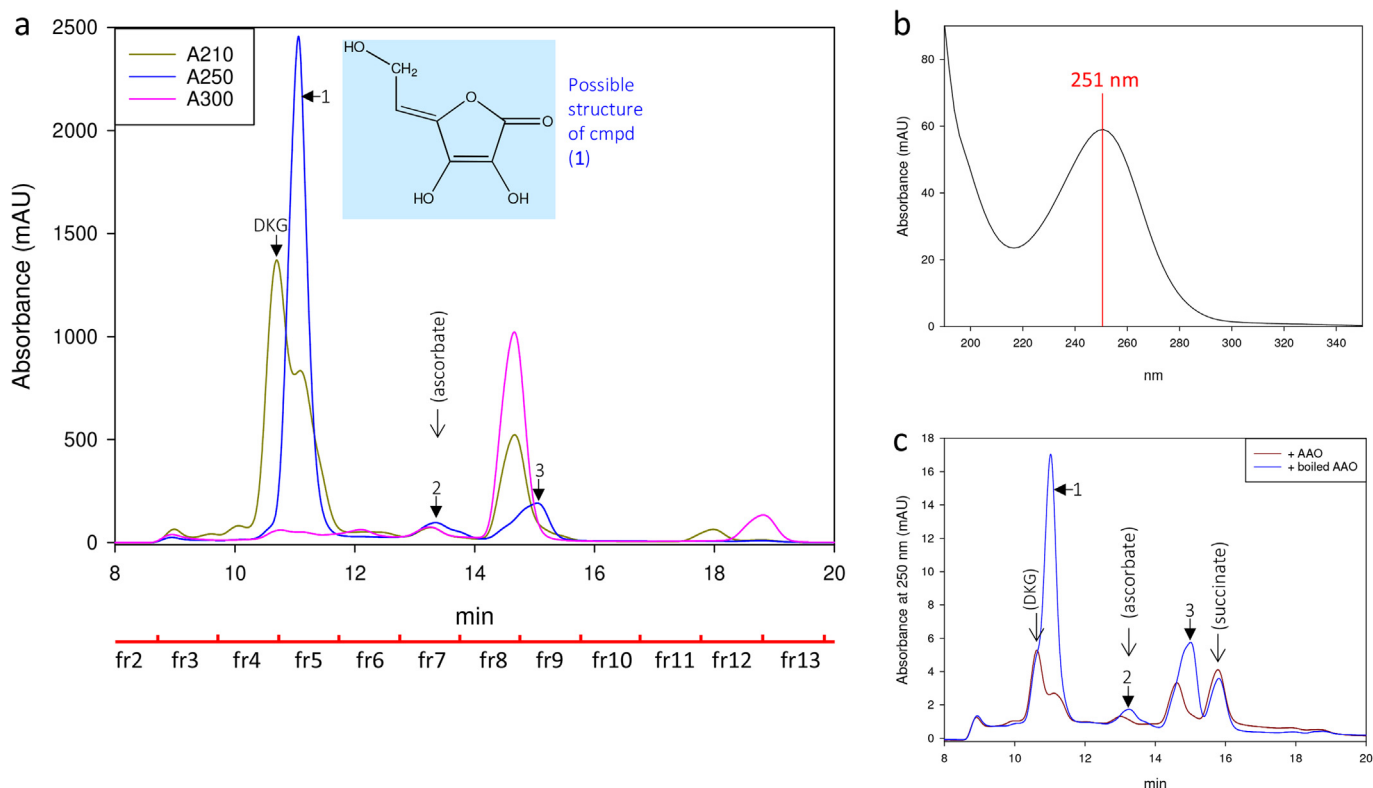 a
2500
2000
1500
1000
500
0
Absorbance (mAU)
A210
A250
A300
1
HO
CH2
O
O
HO
OH
Possible
structure
of cmpd
(1)
DKG
(ascorbate)
2
3
8
10
12
14
16
18
20
min
fr2
fr3
fr4
fr5
fr6
fr7
fr8
fr9
fr10
fr11
fr12
fr13
b
80
60
40
20
0
Absorbance (mAU)
251 nm
200
220
240
260
280
300
320
340
nm
c
18
16
14
12
10
8
6
4
2
0
Absorbance at 250 nm (mAU)
+ AAO
+ boiled AAO
1
(DKG)
(ascorbate)
2
3
(succinate)
8
10
12
14
16
18
20
min